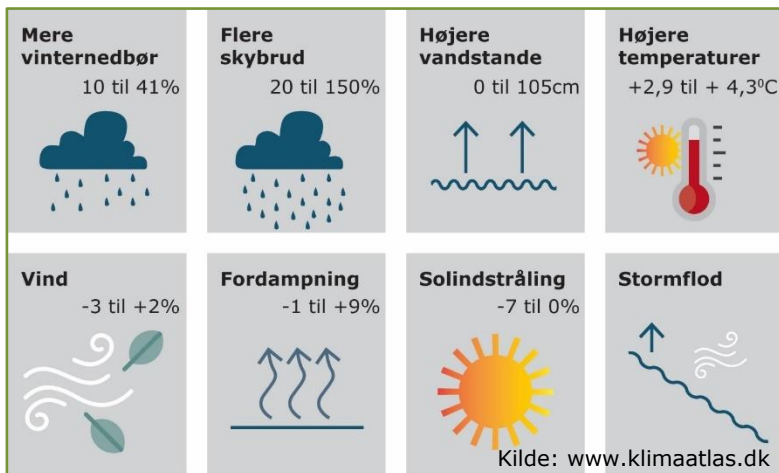 Mere
vinternedbør
10 til 41%
Flere
skybrud
20 til 150%
Højere
vandstande
0 til 105cm
Højere
temperaturer
+2,9 til + 4,3⁰C
Vind
-3 til +2%
Fordampning
-1 til +9%
Solindstråling
-7 til 0%
Stormflod
Kilde: www.klimaatlas.dk